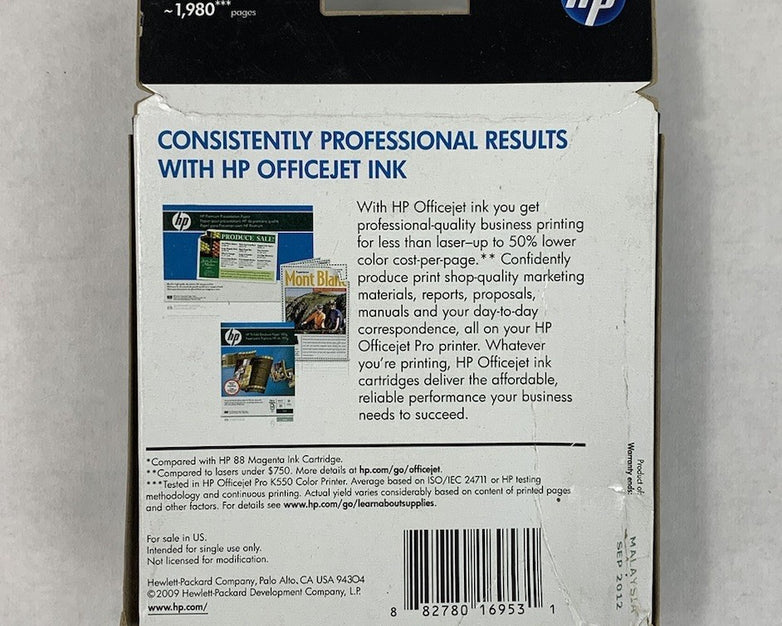 ~1,980*** pages
hp
CONSISTENTLY PROFESSIONAL RESULTS
WITH HP OFFICEJET INK
With HP Officejet ink you get
professional-quality business printing
for less than laser–up to 50% lower
color cost-per-page.** Confidently
produce print shop-quality marketing
materials, reports, proposals,
manuals and your day-to-day
correspondence, all on your HP
Officejet Pro printer. Whatever
you're printing, HP Officejet ink
cartridges deliver the affordable,
reliable performance your business
needs to succeed.
hp
HP Premium Presentation Paper
PRODUCE SALE!
Mont Blan
hp
*Compared with HP 88 Magenta Ink Cartridge.
**Compared to lasers under $750. More details at hp.com/go/officejet.
***Tested in HP Officejet Pro K550 Color Printer. Average based on ISO/IEC 24711 or HP testing
methodology and continuous printing. Actual yield varies considerably based on content of printed pages
and other factors. For details see www.hp.com/go/learnaboutsupplies.
For sale in US.
Intended for single use only.
Not licensed for modification.
Hewlett-Packard Company, Palo Alto, CA USA 94304
©2009 Hewlett-Packard Development Company, L.P.
www.hp.com/
8 82780 16953 1
Product of:
Warranty ends:
MALAYSIA
SEP 2012